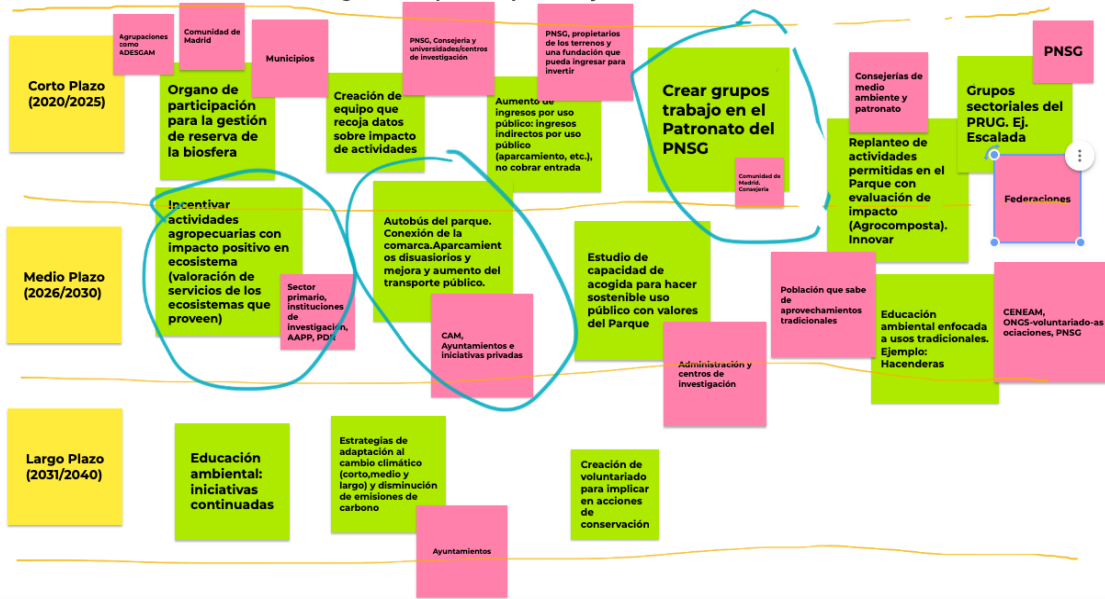 Corto Plazo
(2020/2025)
Agrupaciones
como
ADESGAM
Comunidad de
Madrid
Municipios
Organo de
participación
para la gestión
de reserva de
la biosfera
Creación de
equipo que
recoja datos
sobre impacto
de actividades
PNSG, Consejeria y
universidades/centros
de investigación
PNSG, propietarios
de los terrenos y
una fundación que
pueda ingresar para
invertir
Aumento de
ingresos por uso
público: ingresos
indirectos por uso
público
(aparcamiento, etc.),
no cobrar entrada
Crear grupos
trabajo en el
Patronato del
PNSG
Comunidad de
Madrid,
Consejeria
Consejerías de
medio
ambiente y
patronato
Replanteo de
actividades
permitidas en el
Parque con
evaluación de
impacto
(Agrocomposta).
Innovar
Grupos
sectoriales del
PRUG. Ej.
Escalada
PNSG
Federaciones
Medio Plazo
(2026/2030)
Incentivar
actividades
agropecuarias con
impacto positivo en
ecosistema
(valoración de
servicios de los
ecosistemas que
proveen)
Sector
primario,
instituciones
de
investigación,
AAPP, PDR
Autobús del parque.
Conexión de la
comarca.Aparcamient
os disuasiorios y
mejora y aumento del
transporte público.
CAM,
Ayuntamientos e
iniciativas privadas
Estudio de
capacidad de
acogida para hacer
sostenible uso
público con valores
del Parque
Administración y
centros de
investigación
Población que sabe
de
aprovechamientos
tradicionales
Educación
ambiental enfocada
a usos tradicionales.
Ejemplo:
Hacenderas
CENEAM,
ONGS-voluntariado-as
ociaciones, PNSG
Largo Plazo
(2031/2040)
Educación
ambiental:
iniciativas
continuadas
Estrategias de
adaptación al
cambio climático
(corto,medio y
largo) y disminución
de emisiones de
carbono
Ayuntamientos
Creación de
voluntariado
para implicar
en acciones
de
conservación